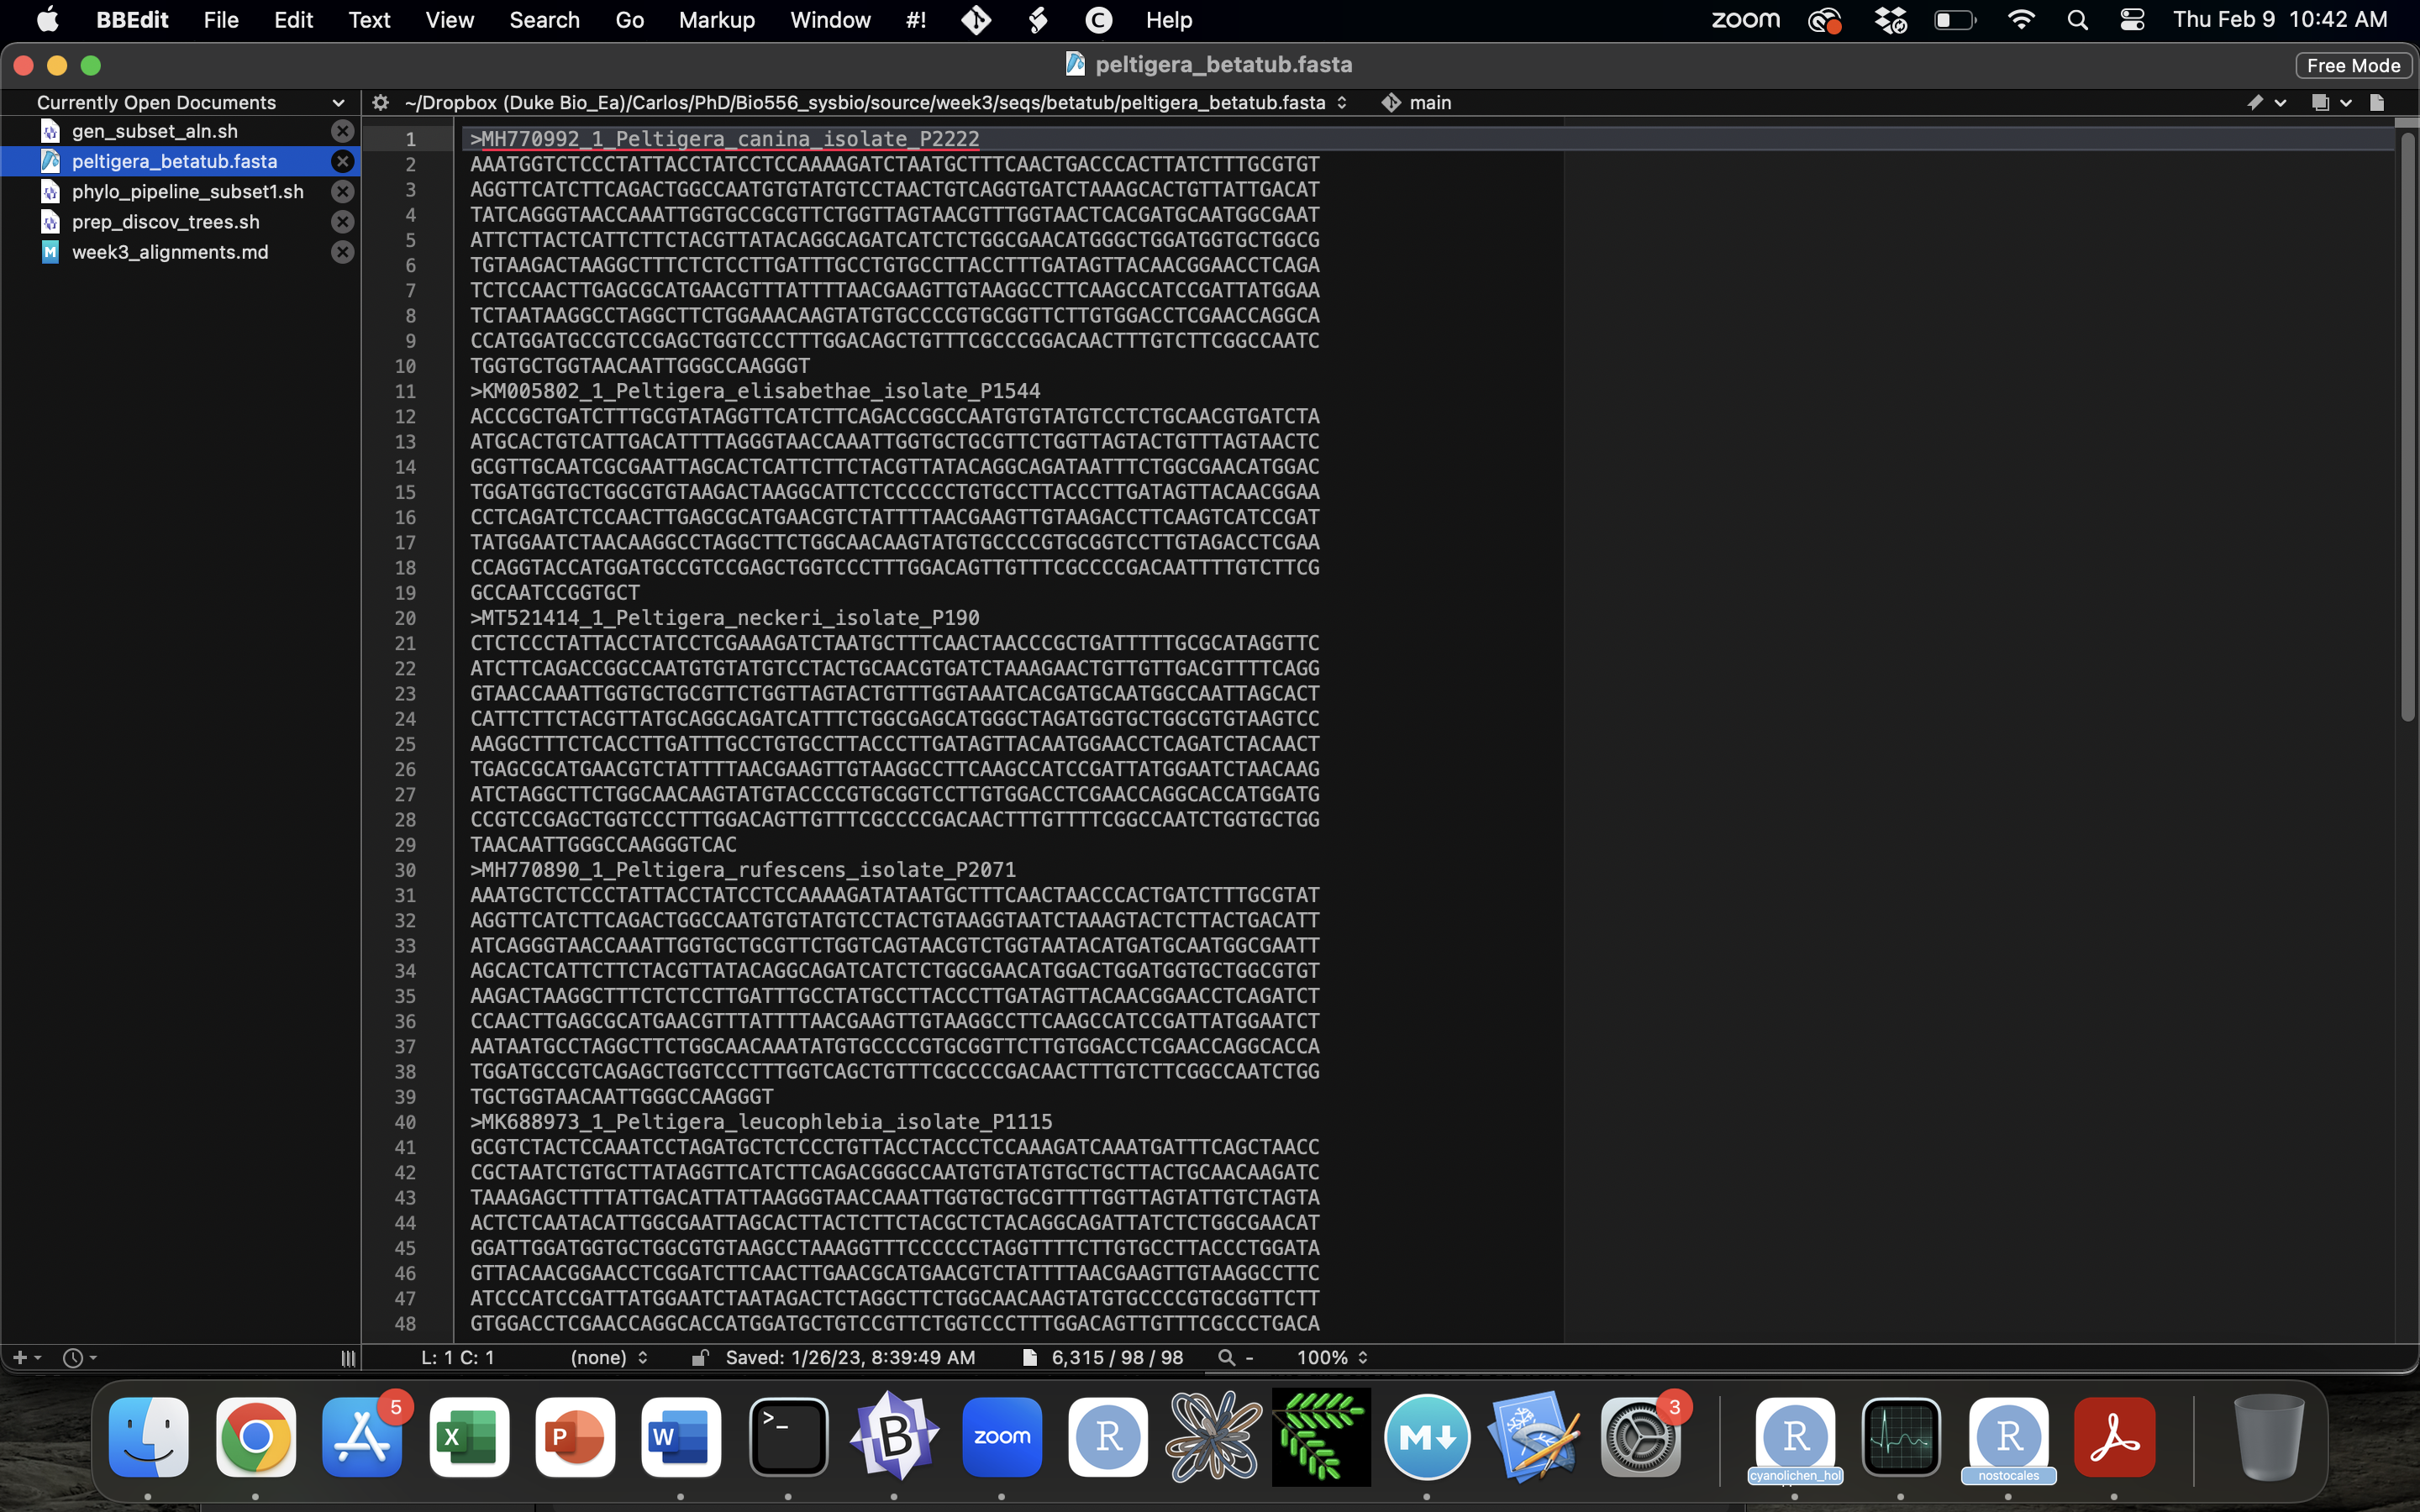 BBEdit File Edit Text View Search Go Markup Window #! C Help zoom Thu Feb 9 10:42 AM
peltigera_betatub.fasta Free Mode
Currently Open Documents ~/Dropbox (Duke Bio_Ea)/Carlos/PhD/Bio556_sysbio/source/week3/seqs/betatub/peltigera_betatub.fasta main
gen_subset_aln.sh
peltigera_betatub.fasta
phylo_pipeline_subset1.sh
prep_discov_trees.sh
M week3_alignments.md
1 >MH770992_1_Peltigera_canina_isolate_P2222
2 AAATGGTCTCCCTATTACCTATCCTCCAAAAGATCTAATGCTTTCAACTGACCCACTTATCTTTGCGTGT
3 AGGTTCATCTTCAGACTGGCCAATGTGTATGTCCTAACTGTCAGGTGATCTAAAGCACTGTTATTGACAT
4 TATCAGGGTAACCAAATTGGTGCCGCGTTCTGGTTAGTAACGTTTGGTAACTCACGATGCAATGGCGAAT
5 ATTCTTACTCATTCTTCTACGTTATACAGGCAGATCATCTCTGGCGAACATGGGCTGGATGGTGCTGGCG
6 TGTAAGACTAAGGCTTTCTCTCCTTGATTTGCCTGTGCCTTACCTTTGATAGTTACAACGGAACCTCAGA
7 TCTCCAACTTGAGCGCATGAACGTTTATTTTAACGAAGTTGTAAGGCCTTCAAGCCATCCGATTATGGAA
8 TCTAATAAGGCCTAGGCTTCTGGAAACAAGTATGTGCCCCGTGCGGTTCTTGTGGACCTCGAACCAGGCA
9 CCATGGATGCCGTCCGAGCTGGTCCCTTTGGACAGCTGTTTCGCCCGGACAACTTTGTCTTCGGCCAATC
10 TGGTGCTGGTAACAATTGGGCCAAGGGT
11 >KM005802_1_Peltigera_elisabethae_isolate_P1544
12 ACCCGCTGATCTTTGCGTATAGGTTCATCTTCAGACCGGCCAATGTGTATGTCCTCTGCAACGTGATCTA
13 ATGCACTGTCATTGACATTTTAGGGTAACCAAATTGGTGCTGCGTTCTGGTTAGTACTGTTTAGTAACTC
14 GCGTTGCAATCGCGAATTAGCACTCATTCTTCTACGTTATACAGGCAGATAATTTCTGGCGAACATGGAC
15 TGGATGGTGCTGGCGTGTAAGACTAAGGCATTCTCCCCCCTGTGCCTTACCCTTGATAGTTACAACGGAA
16 CCTCAGATCTCCAACTTGAGCGCATGAACGTCTATTTTAACGAAGTTGTAAGACCTTCAAGTCATCCGAT
17 TATGGAATCTAACAAGGCCTAGGCTTCTGGCAACAAGTATGTGCCCCGTGCGGTCCTTGTAGACCTCGAA
18 CCAGGTACCATGGATGCCGTCCGAGCTGGTCCCTTTGGACAGTTGTTTCGCCCCGACAATTTTGTCTTCG
19 GCCAATCCGGTGCT
20 >MT521414_1_Peltigera_neckeri_isolate_P190
21 CTCTCCCTATTACCTATCCTCGAAAGATCTAATGCTTTCAACTAACCCGCTGATTTTTGCGCATAGGTTC
22 ATCTTCAGACCGGCCAATGTGTATGTCCTACTGCAACGTGATCTAAAGAACTGTTGTTGACGTTTTCAGG
23 GTAACCAAATTGGTGCTGCGTTCTGGTTAGTACTGTTTGGTAAATCACGATGCAATGGCCAATTAGCACT
24 CATTCTTCTACGTTATGCAGGCAGATCATTTCTGGCGAGCATGGGCTAGATGGTGCTGGCGTGTAAGTCC
25 AAGGCTTTCTCACCTTGATTTGCCTGTGCCTTACCCTTGATAGTTACAATGGAACCTCAGATCTACAACT
26 TGAGCGCATGAACGTCTATTTTAACGAAGTTGTAAGGCCTTCAAGCCATCCGATTATGGAATCTAACAAG
27 ATCTAGGCTTCTGGCAACAAGTATGTACCCCGTGCGGTCCTTGTGGACCTCGAACCAGGCACCATGGATG
28 CCGTCCGAGCTGGTCCCTTTGGACAGTTGTTTCGCCCCGACAACTTTGTTTTCGGCCAATCTGGTGCTGG
29 TAACAATTGGGCCAAGGGTCAC
30 >MH770890_1_Peltigera_rufescens_isolate_P2071
31 AAATGCTCTCCCTATTACCTATCCTCCAAAAGATATAATGCTTTCAACTAACCCACTGATCTTTGCGTAT
32 AGGTTCATCTTCAGACTGGCCAATGTGTATGTCCTACTGTAAGGTAATCTAAAGTACTCTTACTGACATT
33 ATCAGGGTAACCAAATTGGTGCTGCGTTCTGGTCAGTAACGTCTGGTAATACATGATGCAATGGCGAATT
34 AGCACTCATTCTTCTACGTTATACAGGCAGATCATCTCTGGCGAACATGGACTGGATGGTGCTGGCGTGT
35 AAGACTAAGGCTTTCTCTCCTTGATTTGCCTATGCCTTACCCTTGATAGTTACAACGGAACCTCAGATCT
36 CCAACTTGAGCGCATGAACGTTTATTTTAACGAAGTTGTAAGGCCTTCAAGCCATCCGATTATGGAATCT
37 AATAATGCCTAGGCTTCTGGCAACAAATATGTGCCCCGTGCGGTTCTTGTGGACCTCGAACCAGGCACCA
38 TGGATGCCGTCAGAGCTGGTCCCTTTGGTCAGCTGTTTCGCCCCGACAACTTTGTCTTCGGCCAATCTGG
39 TGCTGGTAACAATTGGGCCAAGGGT
40 >MK688973_1_Peltigera_leucophlebia_isolate_P1115
41 GCGTCTACTCCAAATCCTAGATGCTCTCCCTGTTACCTACCCTCCAAAGATCAAATGATTTCAGCTAACC
42 CGCTAATCTGTGCTTATAGGTTCATCTTCAGACGGGCCAATGTGTATGTGCTGCTTACTGCAACAAGATC
43 TAAAGAGCTTTTATTGACATTATTAAGGGTAACCAAATTGGTGCTGCGTTTTGGTTAGTATTGTCTAGTA
44 ACTCTCAATACATTGGCGAATTAGCACTTACTCTTCTACGCTCTACAGGCAGATTATCTCTGGCGAACAT
45 GGATTGGATGGTGCTGGCGTGTAAGCCTAAAGGTTTCCCCCCTAGGTTTTCTTGTGCCTTACCCTGGATA
46 GTTACAACGGAACCTCGGATCTTCAACTTGAACGCATGAACGTCTATTTTAACGAAGTTGTAAGGCCTTC
47 ATCCCATCCGATTATGGAATCTAATAGACTCTAGGCTTCTGGCAACAAGTATGTGCCCCGTGCGGTTCTT
48 GTGGACCTCGAACCAGGCACCATGGATGCTGTCCGTTCTGGTCCCTTTGGACAGTTGTTTCGCCCTGACA
L: 1 C: 1 (none) Saved: 1/26/23, 8:39:49 AM 6,315 / 98 / 98 - 100%
5 X P W >_ B zoom R M 3 R R
cyanolichen_hol nostocales